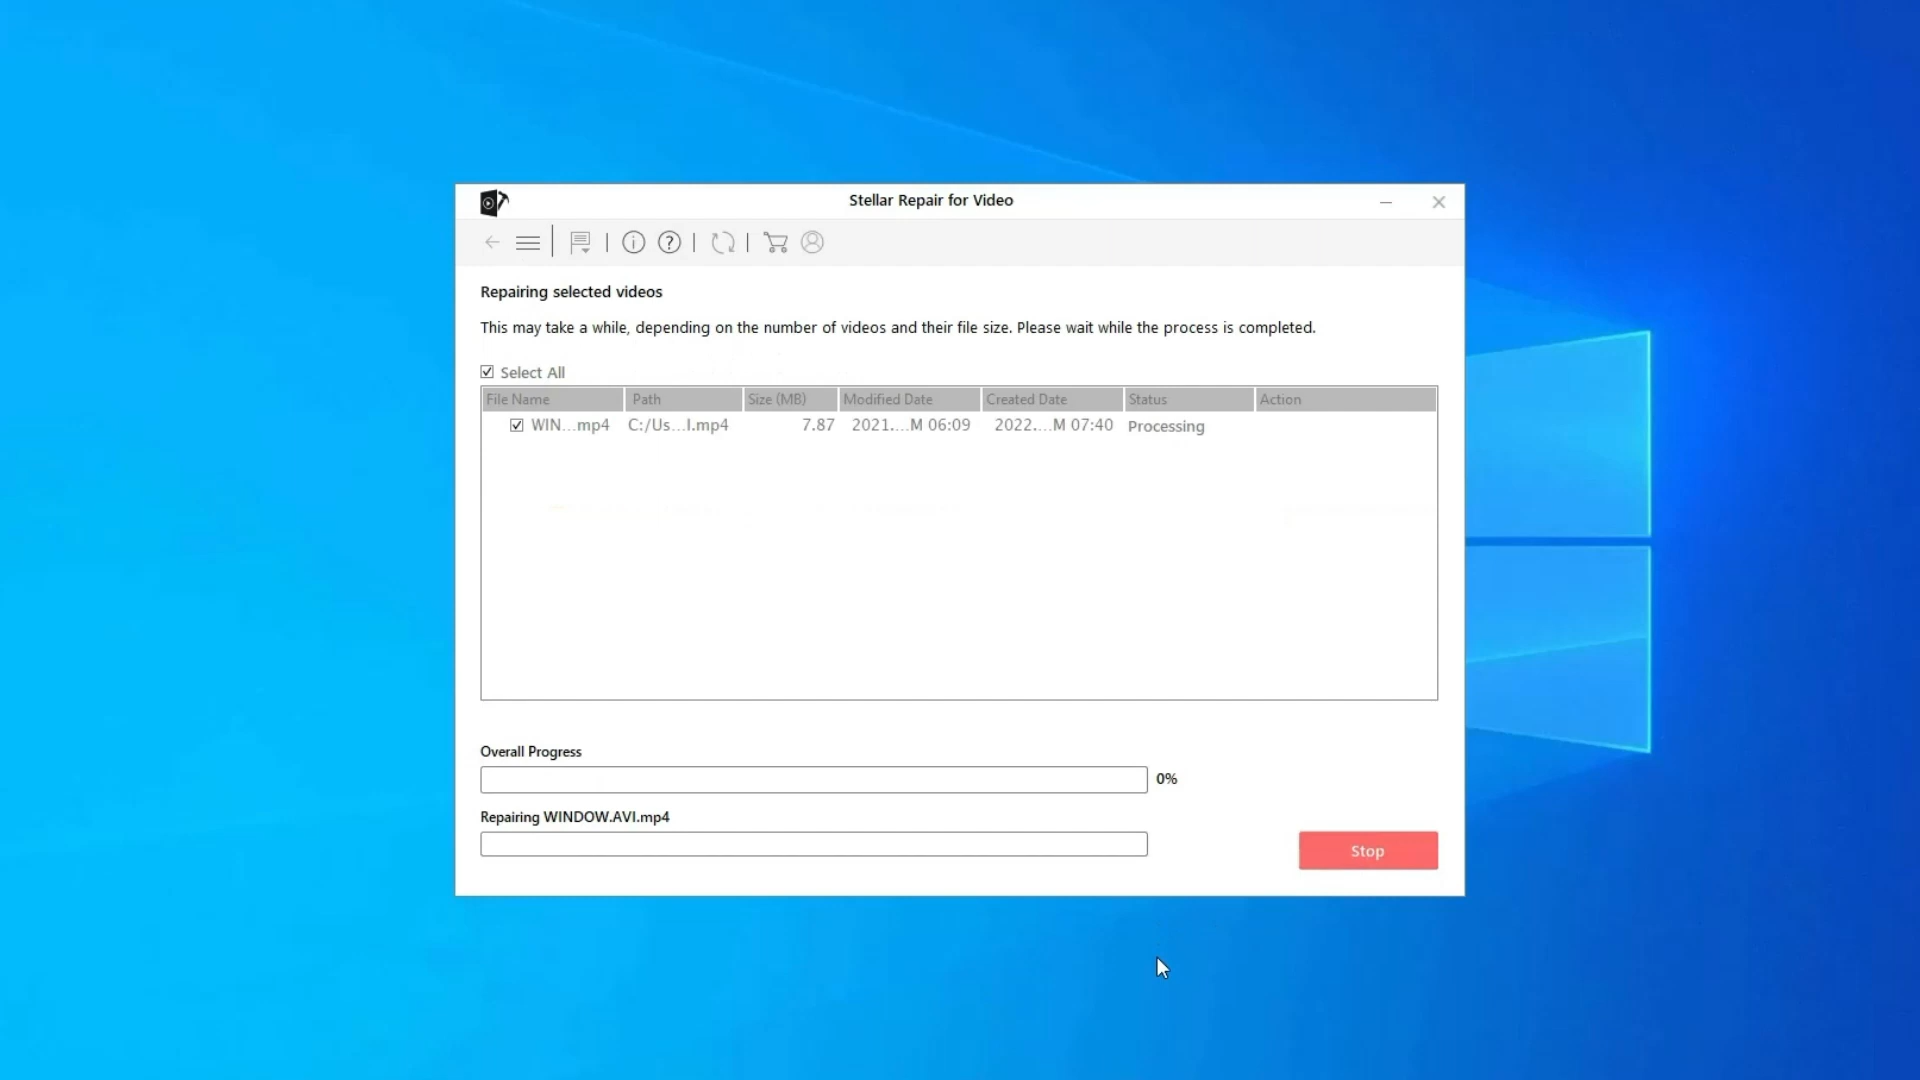 Stellar Repair for Video
Repairing selected videos
This may take a while, depending on the number of videos and their file size. Please wait while the process is completed.
Select All
File Name Path Size (MB) Modified Date Created Date Status Action
WIN...mp4 C:/Us...I.mp4 7.87 2021....M 06:09 2022....M 07:40 Processing
Overall Progress
0%
Repairing WINDOW.AVI.mp4
Stop